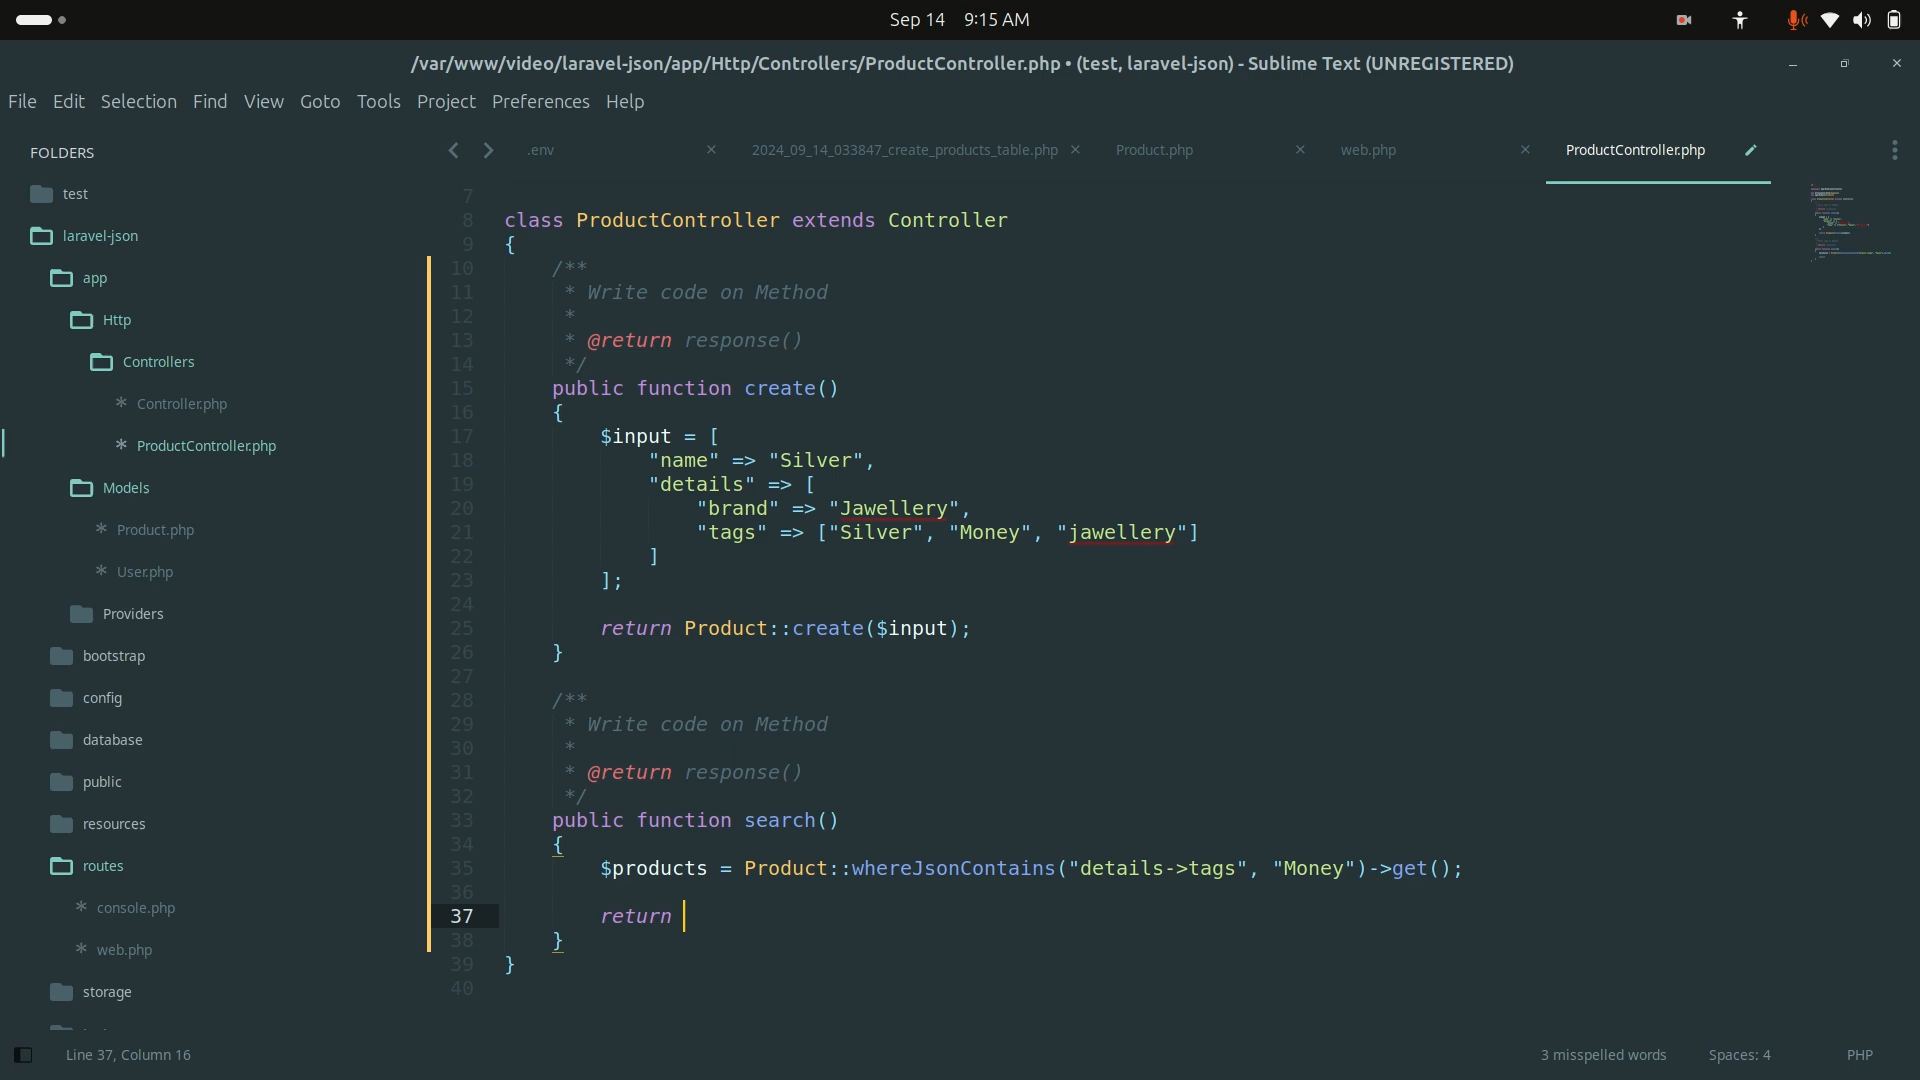 Sep 14 9:15 AM
/var/www/video/laravel-json/app/Http/Controllers/ProductController.php • (test, laravel-json) - Sublime Text (UNREGISTERED)
File Edit Selection Find View Goto Tools Project Preferences Help
FOLDERS
test
laravel-json
app
Http
Controllers
Controller.php
ProductController.php
Models
Product.php
User.php
Providers
bootstrap
config
database
public
resources
routes
console.php
web.php
storage
.env 2024_09_14_033847_create_products_table.php Product.php web.php ProductController.php
7
8 class ProductController extends Controller
9 {
10     /**
11      * Write code on Method
12      *
13      * @return response()
14      */
15     public function create()
16     {
17         $input = [
18             "name" => "Silver",
19             "details" => [
20                 "brand" => "Jawellery",
21                 "tags" => ["Silver", "Money", "jawellery"]
22             ]
23         ];
24
25         return Product::create($input);
26     }
27
28     /**
29      * Write code on Method
30      *
31      * @return response()
32      */
33     public function search()
34     {
35         $products = Product::whereJsonContains("details->tags", "Money")->get();
36
37         return
38     }
39 }
40
Line 37, Column 16 3 misspelled words Spaces: 4 PHP